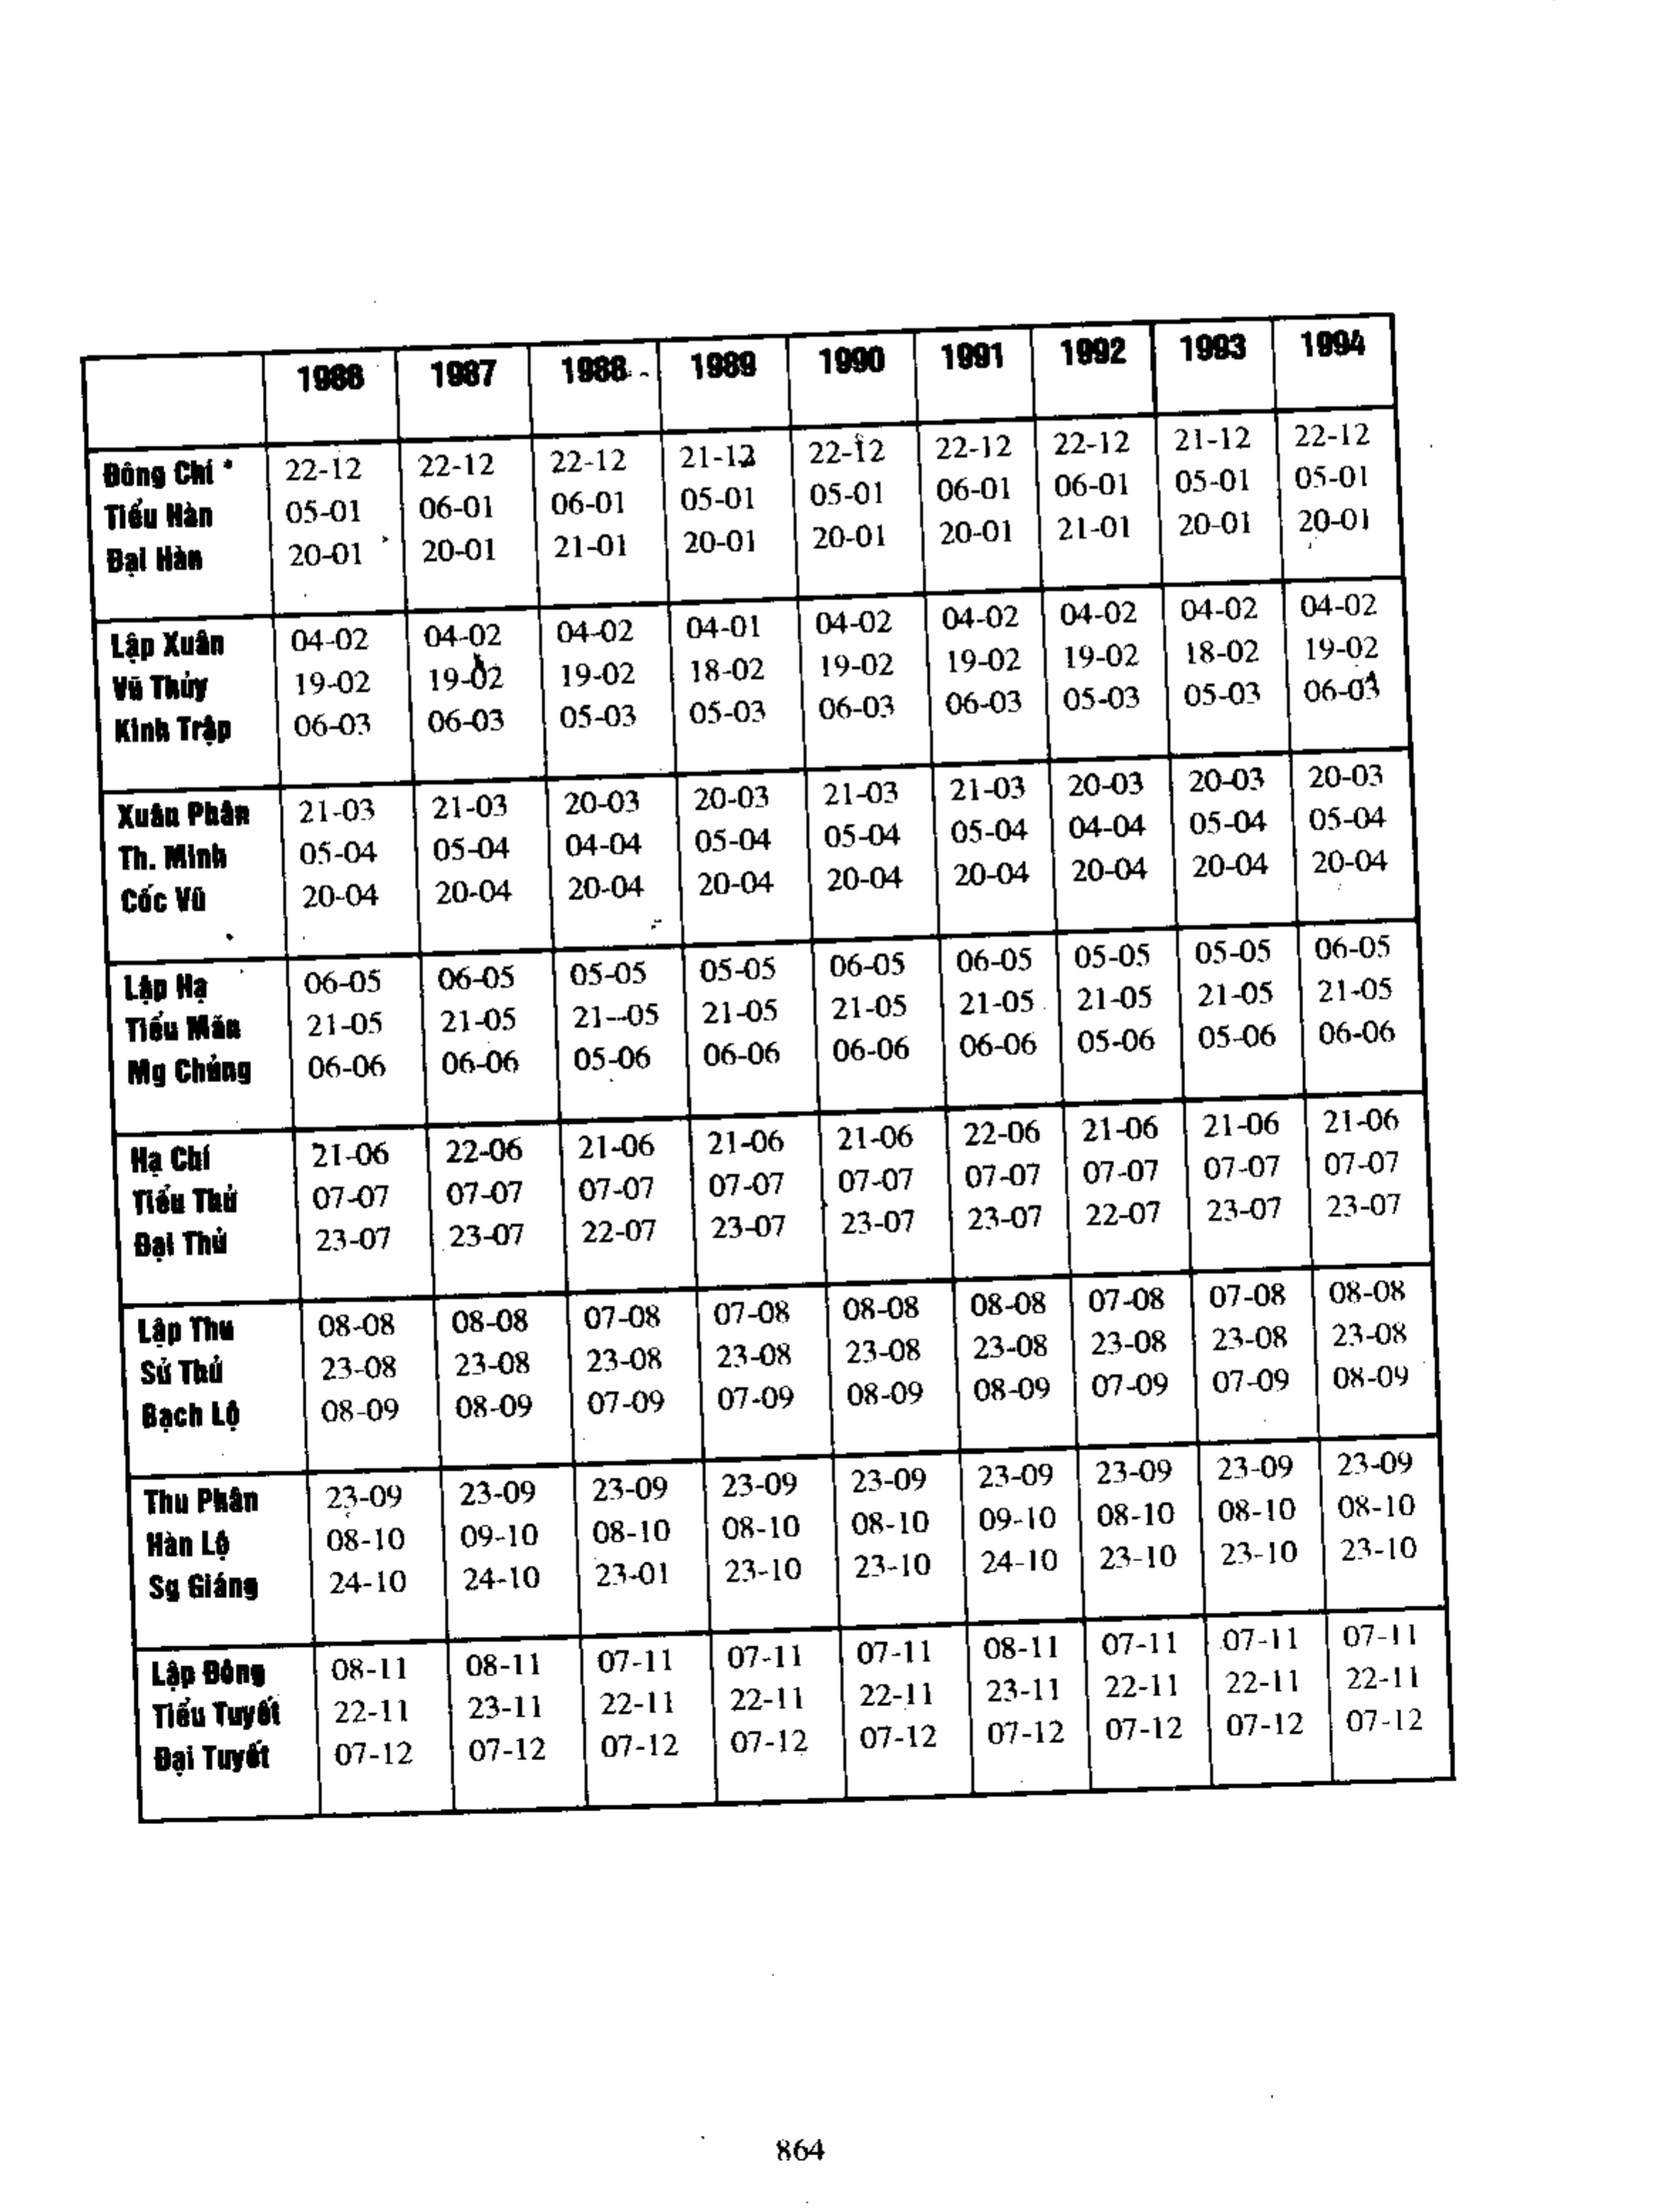 1986 1987 1988 1989 1990 1991 1992 1993 1994
Đông Chí * 22-12 22-12 22-12 21-12 22-12 22-12 22-12 21-12 22-12
Tiểu Hàn 05-01 06-01 06-01 05-01 05-01 06-01 06-01 05-01 05-01
Đại Hàn 20-01 20-01 21-01 20-01 20-01 20-01 21-01 20-01 20-01
Lập Xuân 04-02 04-02 04-02 04-01 04-02 04-02 04-02 04-02 04-02
Vũ Thủy 19-02 19-02 19-02 18-02 19-02 19-02 19-02 18-02 19-02
Kinh Trập 06-03 06-03 05-03 05-03 06-03 06-03 05-03 05-03 06-03
Xuân Phân 21-03 21-03 20-03 20-03 21-03 21-03 20-03 20-03 20-03
Th. Minh 05-04 05-04 04-04 05-04 05-04 05-04 04-04 05-04 05-04
Cốc Vũ 20-04 20-04 20-04 20-04 20-04 20-04 20-04 20-04 20-04
Lập Hạ 06-05 06-05 05-05 05-05 06-05 06-05 05-05 05-05 06-05
Tiểu Mãn 21-05 21-05 21--05 21-05 21-05 21-05 21-05 21-05 21-05
Mg Chủng 06-06 06-06 05-06 06-06 06-06 06-06 05-06 05-06 06-06
Hạ Chí 21-06 22-06 21-06 21-06 21-06 22-06 21-06 21-06 21-06
Tiểu Thử 07-07 07-07 07-07 07-07 07-07 07-07 07-07 07-07 07-07
Đại Thử 23-07 23-07 22-07 23-07 23-07 23-07 22-07 23-07 23-07
Lập Thu 08-08 08-08 07-08 07-08 08-08 08-08 07-08 07-08 08-08
Sử Thử 23-08 23-08 23-08 23-08 23-08 23-08 23-08 23-08 23-08
Bạch Lộ 08-09 08-09 07-09 07-09 08-09 08-09 07-09 07-09 08-09
Thu Phân 23-09 23-09 23-09 23-09 23-09 23-09 23-09 23-09 23-09
Hàn Lộ 08-10 09-10 08-10 08-10 08-10 09-10 08-10 08-10 08-10
Sg Giáng 24-10 24-10 23-01 23-10 23-10 24-10 23-10 23-10 23-10
Lập Đông 08-11 08-11 07-11 07-11 07-11 08-11 07-11 07-11 07-11
Tiểu Tuyết 22-11 23-11 22-11 22-11 22-11 23-11 22-11 22-11 22-11
Đại Tuyết 07-12 07-12 07-12 07-12 07-12 07-12 07-12 07-12 07-12
864